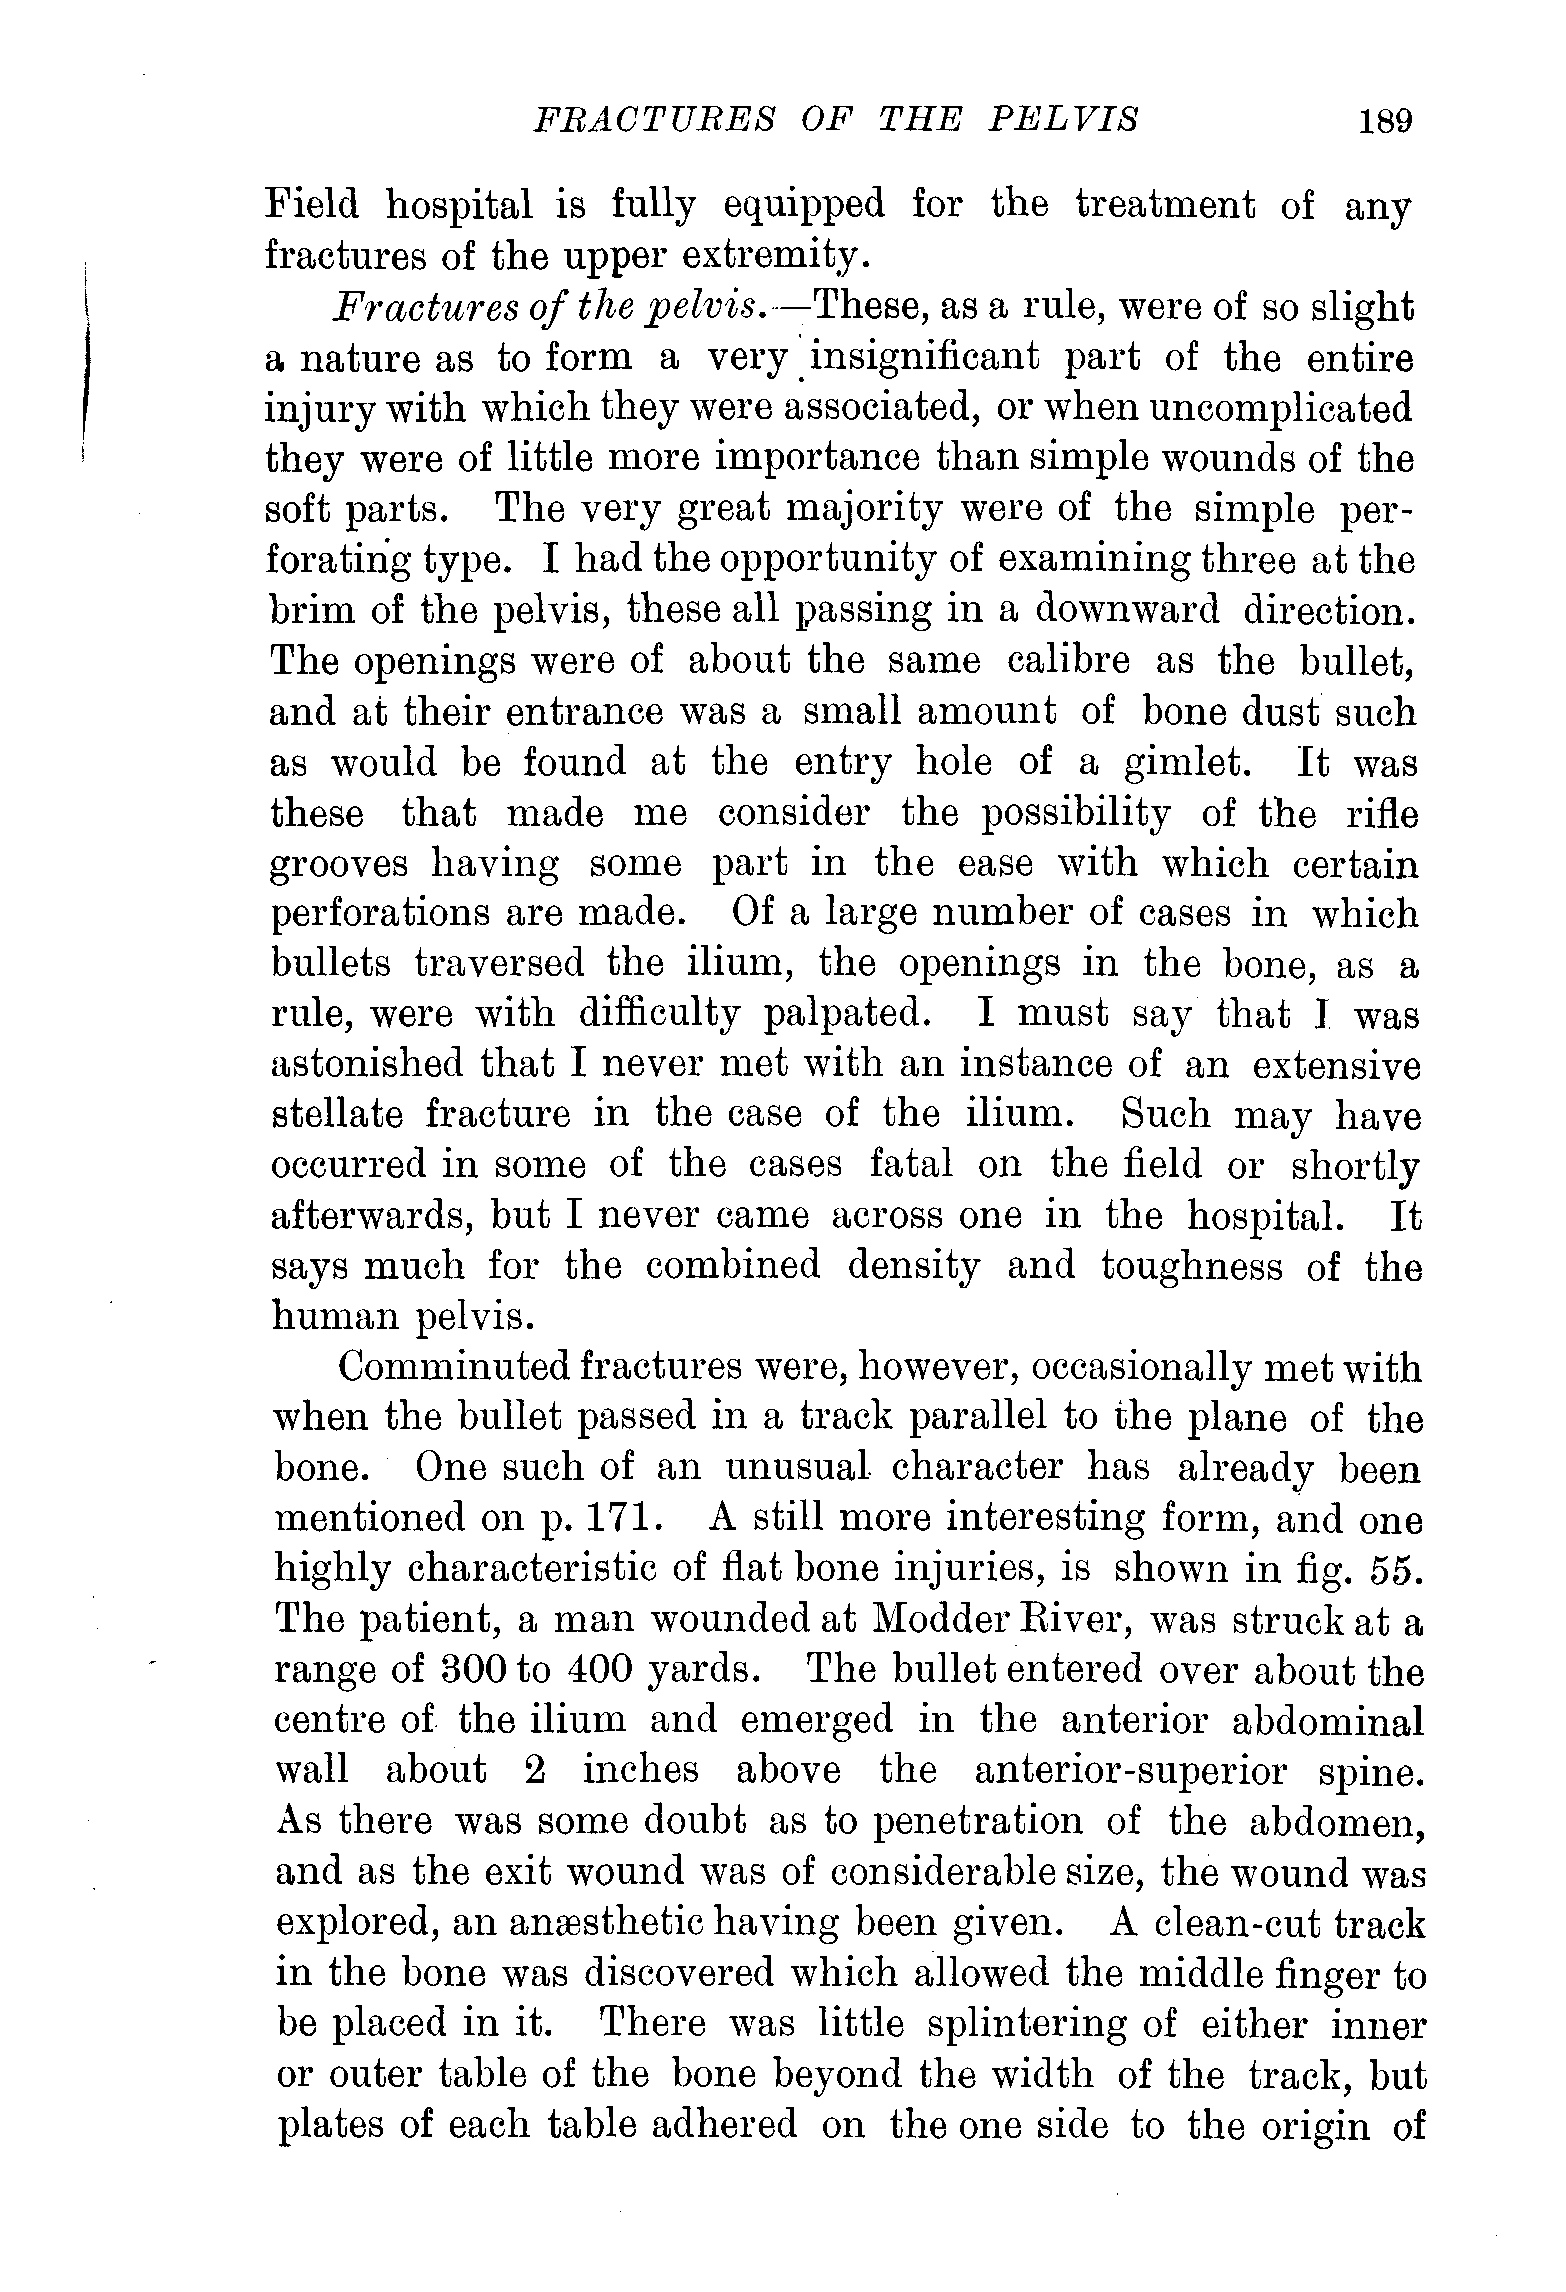 FRACTURES OF THE PELVIS 189
Field hospital is fully equipped for the treatment of any
fractures of the upper extremity.
Fractures of the pelvis.—These, as a rule, were of so slight
a nature as to form a very insignificant part of the entire
injury with which they were associated, or when uncomplicated
they were of little more importance than simple wounds of the
soft parts. The very great majority were of the simple per-
forating type. I had the opportunity of examining three at the
brim of the pelvis, these all passing in a downward direction.
The openings were of about the same calibre as the bullet,
and at their entrance was a small amount of bone dust such
as would be found at the entry hole of a gimlet. It was
these that made me consider the possibility of the rifle
grooves having some part in the ease with which certain
perforations are made. Of a large number of cases in which
bullets traversed the ilium, the openings in the bone, as a
rule, were with difficulty palpated. I must say that I was
astonished that I never met with an instance of an extensive
stellate fracture in the case of the ilium. Such may have
occurred in some of the cases fatal on the field or shortly
afterwards, but I never came across one in the hospital. It
says much for the combined density and toughness of the
human pelvis.
Comminuted fractures were, however, occasionally met with
when the bullet passed in a track parallel to the plane of the
bone. One such of an unusual character has already been
mentioned on p. 171. A still more interesting form, and one
highly characteristic of flat bone injuries, is shown in fig. 55.
The patient, a man wounded at Modder River, was struck at a
range of 300 to 400 yards. The bullet entered over about the
centre of the ilium and emerged in the anterior abdominal
wall about 2 inches above the anterior-superior spine.
As there was some doubt as to penetration of the abdomen,
and as the exit wound was of considerable size, the wound was
explored, an anæsthetic having been given. A clean-cut track
in the bone was discovered which allowed the middle finger to
be placed in it. There was little splintering of either inner
or outer table of the bone beyond the width of the track, but
plates of each table adhered on the one side to the origin of